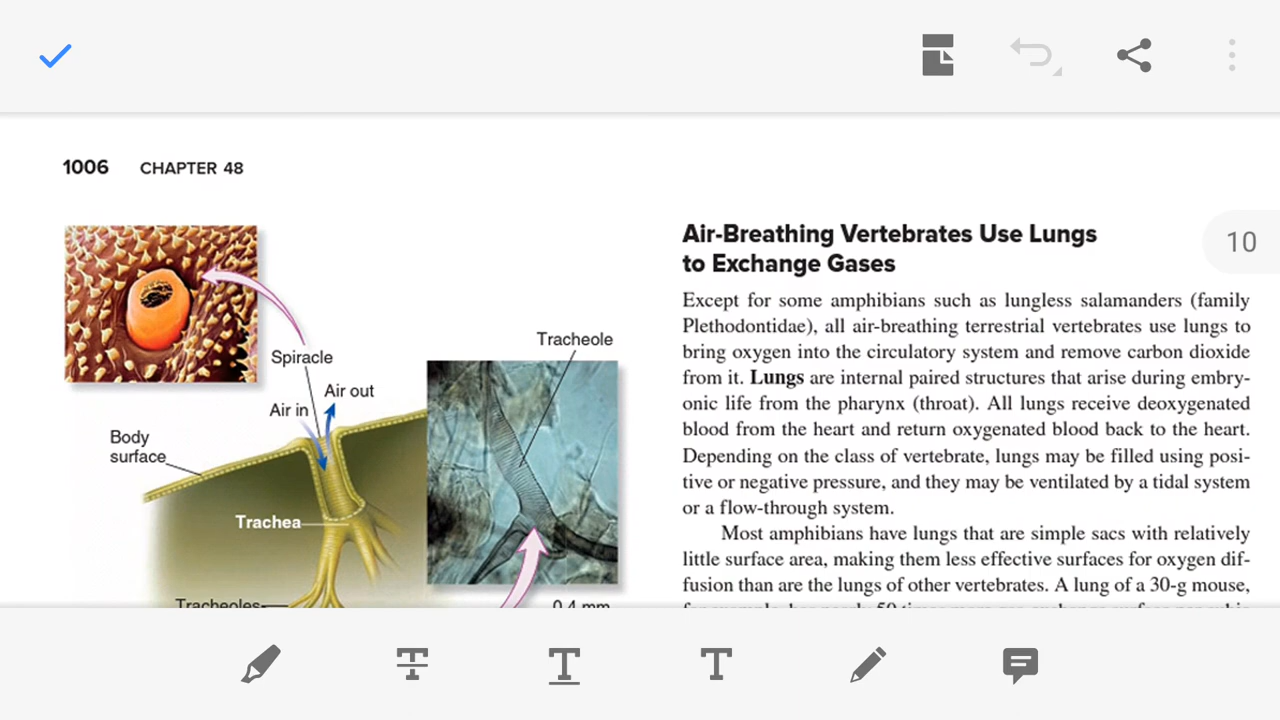 1006 CHAPTER 48
Spiracle
Air out
Air in
Body
surface
Trachea
Tracheoles
Tracheole
0.4 mm
Air-Breathing Vertebrates Use Lungs
to Exchange Gases
Except for some amphibians such as lungless salamanders (family
Plethodontidae), all air-breathing terrestrial vertebrates use lungs to
bring oxygen into the circulatory system and remove carbon dioxide
from it. Lungs are internal paired structures that arise during embry-
onic life from the pharynx (throat). All lungs receive deoxygenated
blood from the heart and return oxygenated blood back to the heart.
Depending on the class of vertebrate, lungs may be filled using posi-
tive or negative pressure, and they may be ventilated by a tidal system
or a flow-through system.
Most amphibians have lungs that are simple sacs with relatively
little surface area, making them less effective surfaces for oxygen dif-
fusion than are the lungs of other vertebrates. A lung of a 30-g mouse,
10